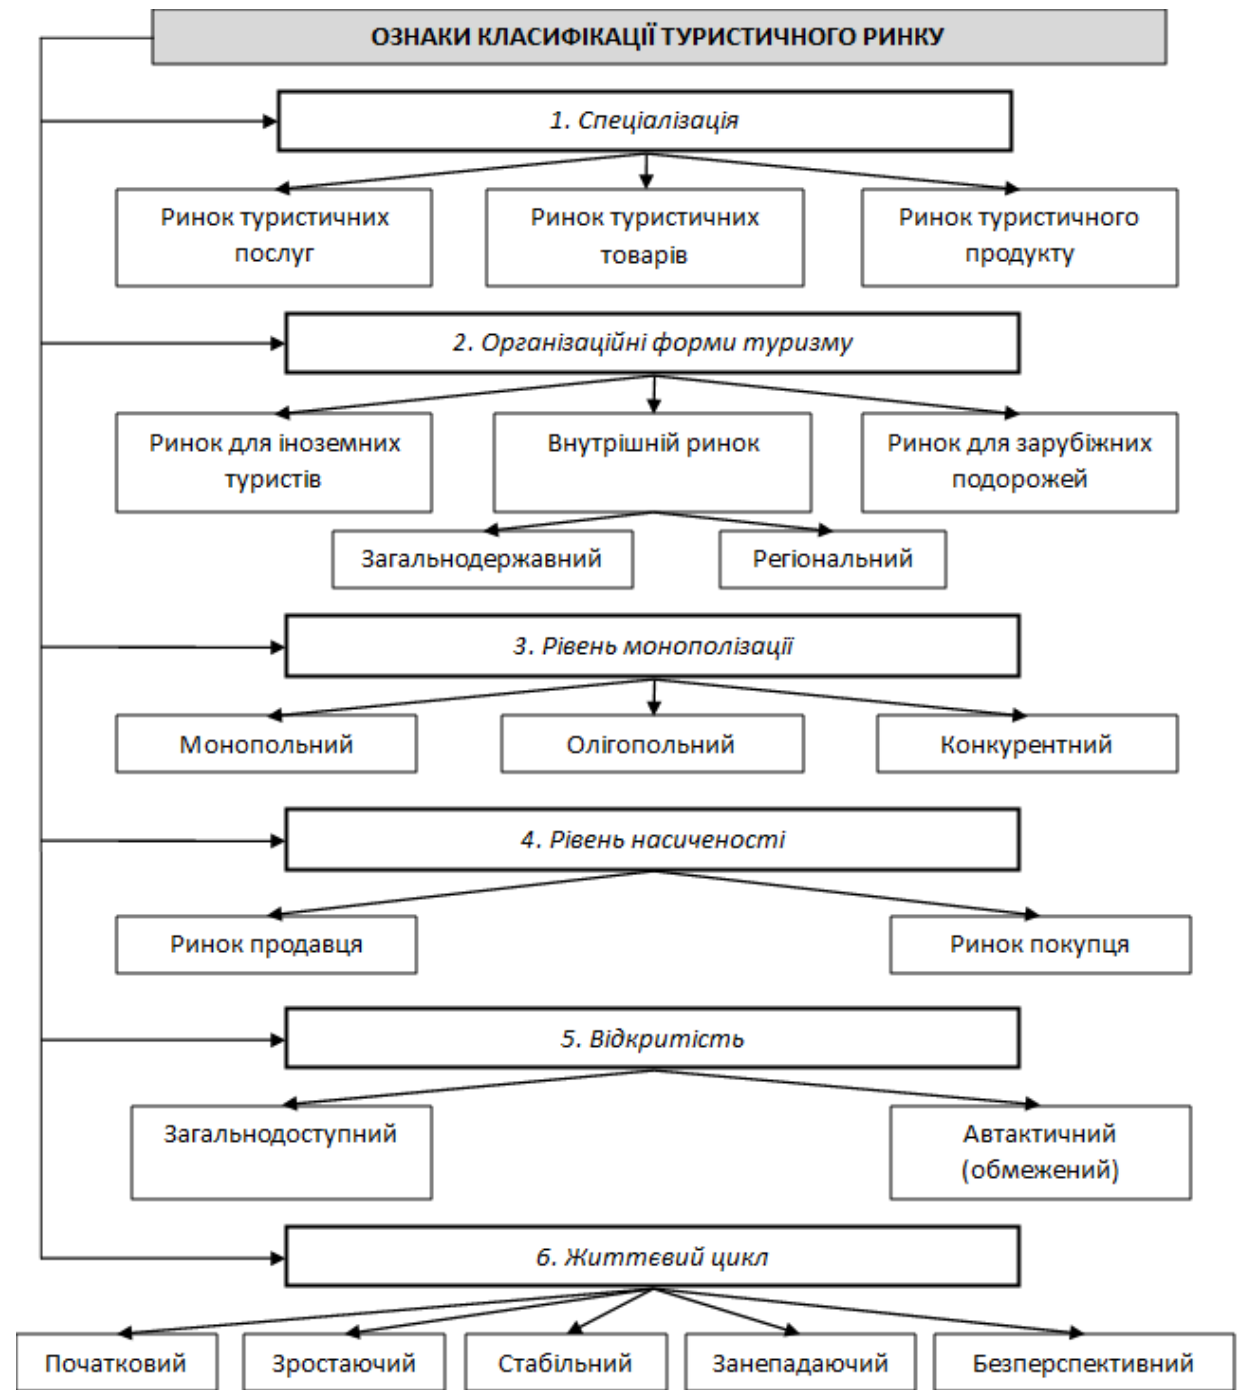 ОЗНАКИ КЛАСИФІКАЦІЇ ТУРИСТИЧНОГО РИНКУ
1. Спеціалізація
Ринок туристичних
послуг
Ринок туристичних
товарів
Ринок туристичного
продукту
2. Організаційні форми туризму
Ринок для іноземних
туристів
Внутрішній ринок
Ринок для зарубіжних
подорожей
Загальнодержавний
Регіональний
3. Рівень монополізації
Монопольний
Олігопольний
Конкурентний
4. Рівень насиченості
Ринок продавця
Ринок покупця
5. Відкритість
Загальнодоступний
Автактичний
(обмежений)
6. Життєвий цикл
Початковий
Зростаючий
Стабільний
Занепадаючий
Безперспективний